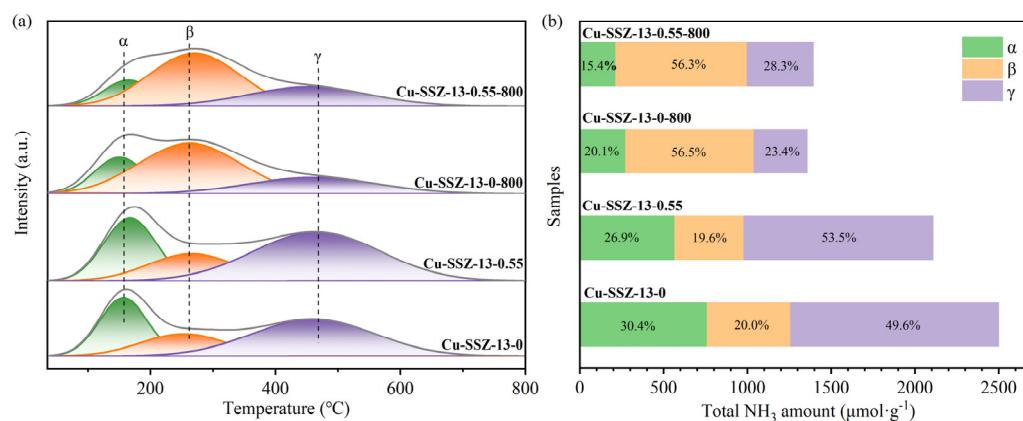 (a)
α
β
γ
Cu-SSZ-13-0.55-800
Cu-SSZ-13-0-800
Cu-SSZ-13-0.55
Cu-SSZ-13-0
Intensity (a.u.)
200
400
600
800
Temperature (℃)
(b)
Cu-SSZ-13-0.55-800
15.4%
56.3%
28.3%
Cu-SSZ-13-0-800
20.1%
56.5%
23.4%
Cu-SSZ-13-0.55
26.9%
19.6%
53.5%
Cu-SSZ-13-0
30.4%
20.0%
49.6%
α
β
γ
Samples
0
500
1000
1500
2000
2500
Total NH₃ amount (μmol·g⁻¹)